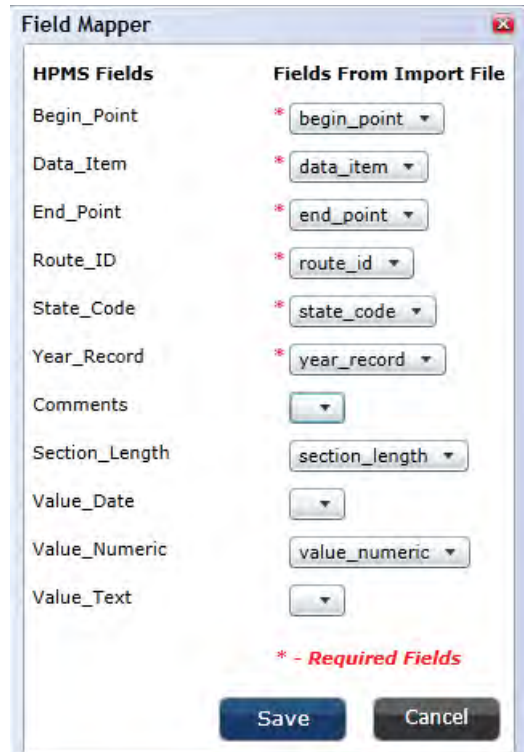 Field Mapper
HPMS Fields Fields From Import File
Begin_Point * begin_point
Data_Item * data_item
End_Point * end_point
Route_ID * route_id
State_Code * state_code
Year_Record * year_record
Comments
Section_Length section_length
Value_Date
Value_Numeric value_numeric
Value_Text
* - Required Fields
Save Cancel